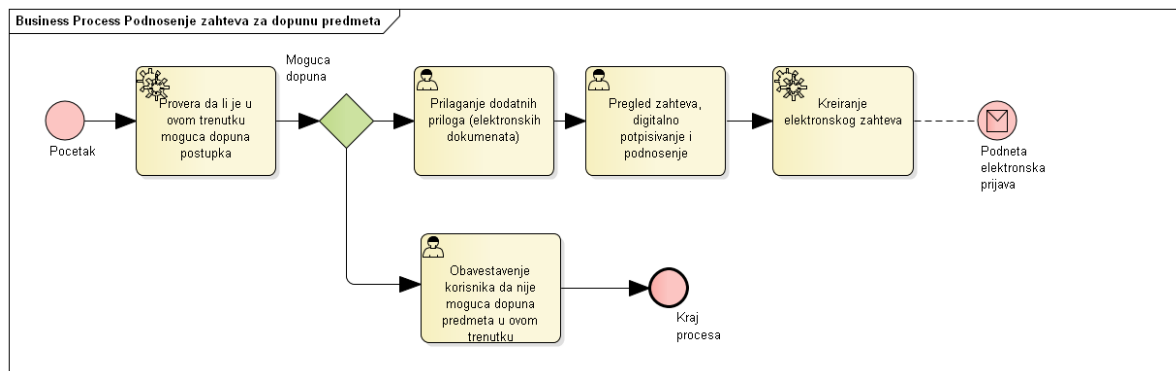 Business Process Podnosenje zahteva za dopunu predmeta
Pocetak
Provera da li je u
ovom trenutku
moguca dopuna
postupka
Moguca
dopuna
Prilaganje dodatnih
priloga (elektronskih
dokumenata)
Pregled zahteva,
digitalno
potpisivanje i
podnosenje
Kreiranje
elektronskog zahteva
Podneta
elektronska
prijava
Obavestavenje
korisnika da nije
moguca dopuna
predmeta u ovom
trenutku
Kraj
procesa